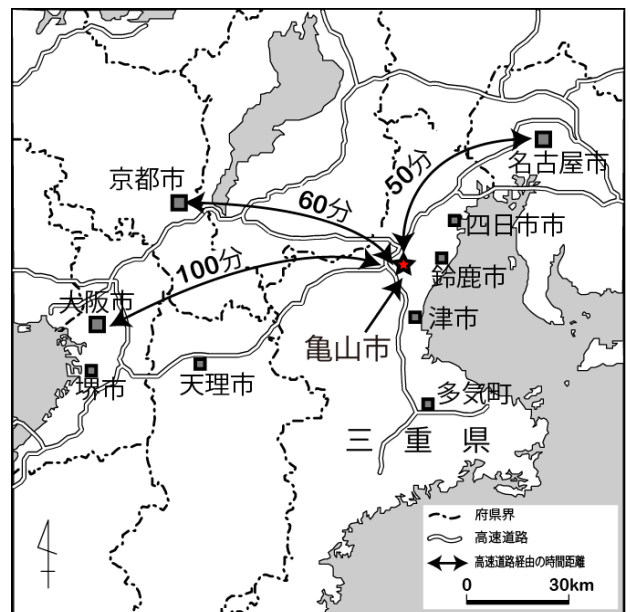 名古屋市
50分
京都市
60分
四日市市
100分
鈴鹿市
大阪市
津市
亀山市
堺市
天理市
多気町
三重県
府県界
高速道路
高速道路経由の時間距離
0 30km